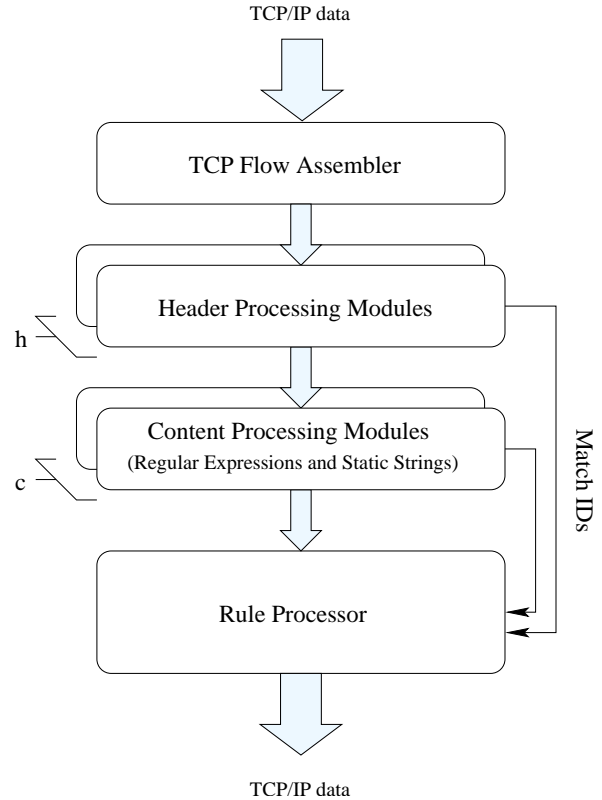 TCP/IP data
TCP Flow Assembler
Header Processing Modules
h
Content Processing Modules
(Regular Expressions and Static Strings)
c
Match IDs
Rule Processor
TCP/IP data